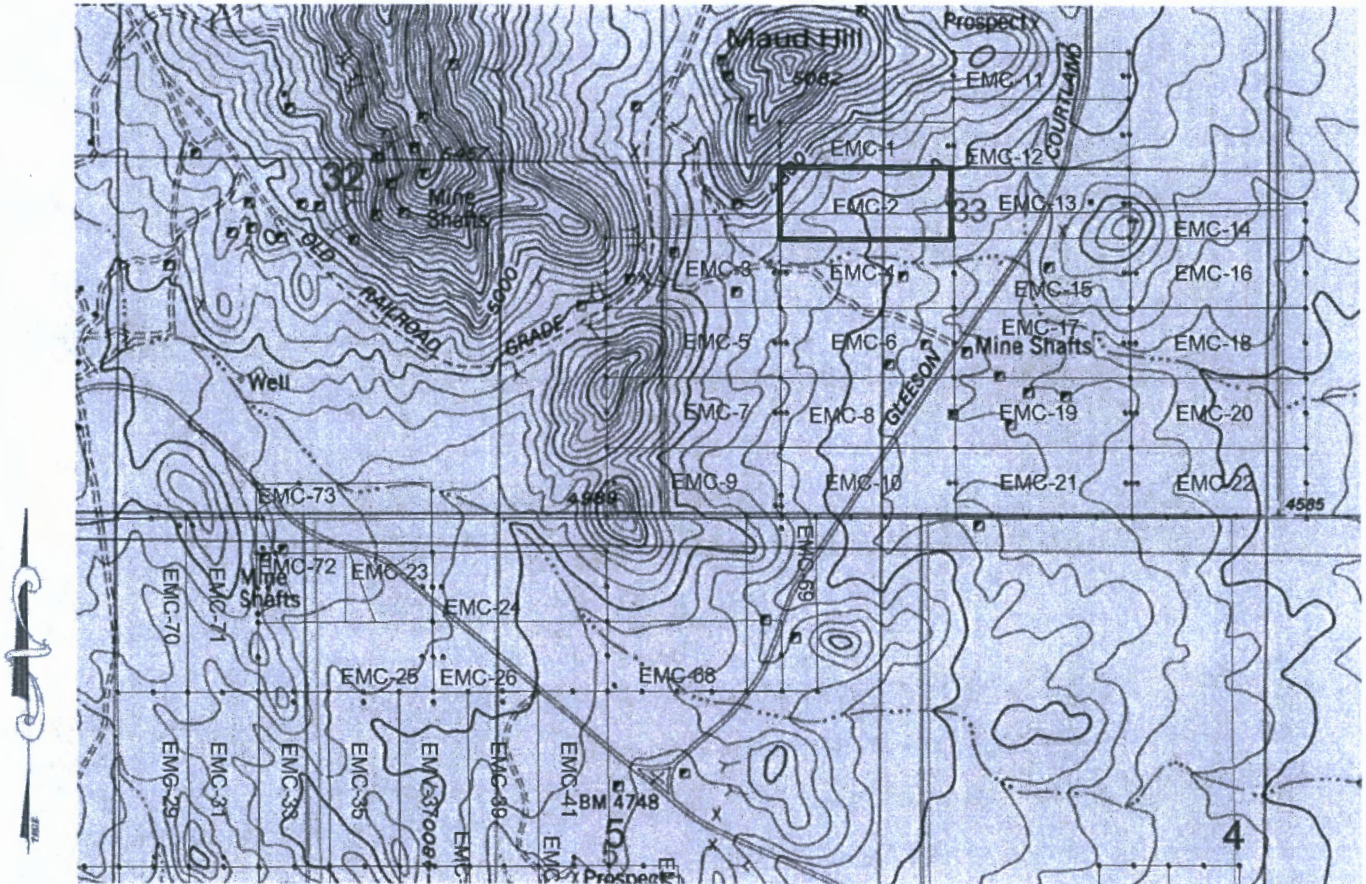 Prospect
Maud Hill
5082
EMC-11
COURTLAND
EMC-1
EMC-12
32
6457
Mine
Shafts
EMC-2
33
EMC-13
EMC-14
OLD
RAILROAD
GRADE
5000
EMC-3
EMC-4
EMC-15
EMC-16
EMC-17
Mine Shafts
EMC-5
EMC-6
EMC-18
GLEESON
Well
EMC-7
EMC-8
EMC-19
EMC-20
EMC-73
EMC-9
4989
EMC-10
EMC-21
EMC-22
4585
EMC-72
EMC-23
EMC-69
EMC-70
EMC-71
Mine
Shafts
EMC-24
EMC-25
EMC-26
EMC-68
EMC-29
EMC-31
EMC-33
EMC-35
EMC-39
EMC-41
BM 4748
5
4
EMC
EMC
Prospect